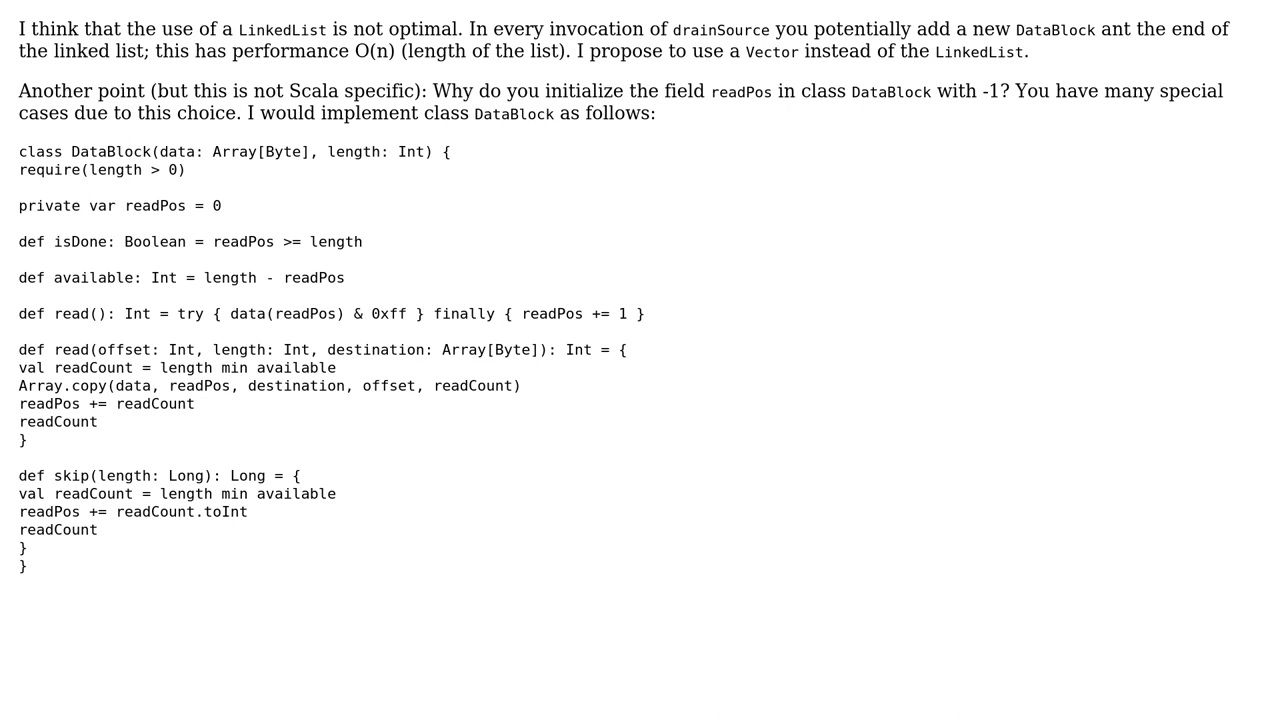 I think that the use of a LinkedList is not optimal. In every invocation of drainSource you potentially add a new DataBlock ant the end of
the linked list; this has performance O(n) (length of the list). I propose to use a Vector instead of the LinkedList.
Another point (but this is not Scala specific): Why do you initialize the field readPos in class DataBlock with -1? You have many special
cases due to this choice. I would implement class DataBlock as follows:
class DataBlock(data: Array[Byte], length: Int) {
require(length > 0)
private var readPos = 0
def isDone: Boolean = readPos >= length
def available: Int = length - readPos
def read(): Int = try { data(readPos) & 0xff } finally { readPos += 1 }
def read(offset: Int, length: Int, destination: Array[Byte]): Int = {
val readCount = length min available
Array.copy(data, readPos, destination, offset, readCount)
readPos += readCount
readCount
}
def skip(length: Long): Long = {
val readCount = length min available
readPos += readCount.toInt
readCount
}
}